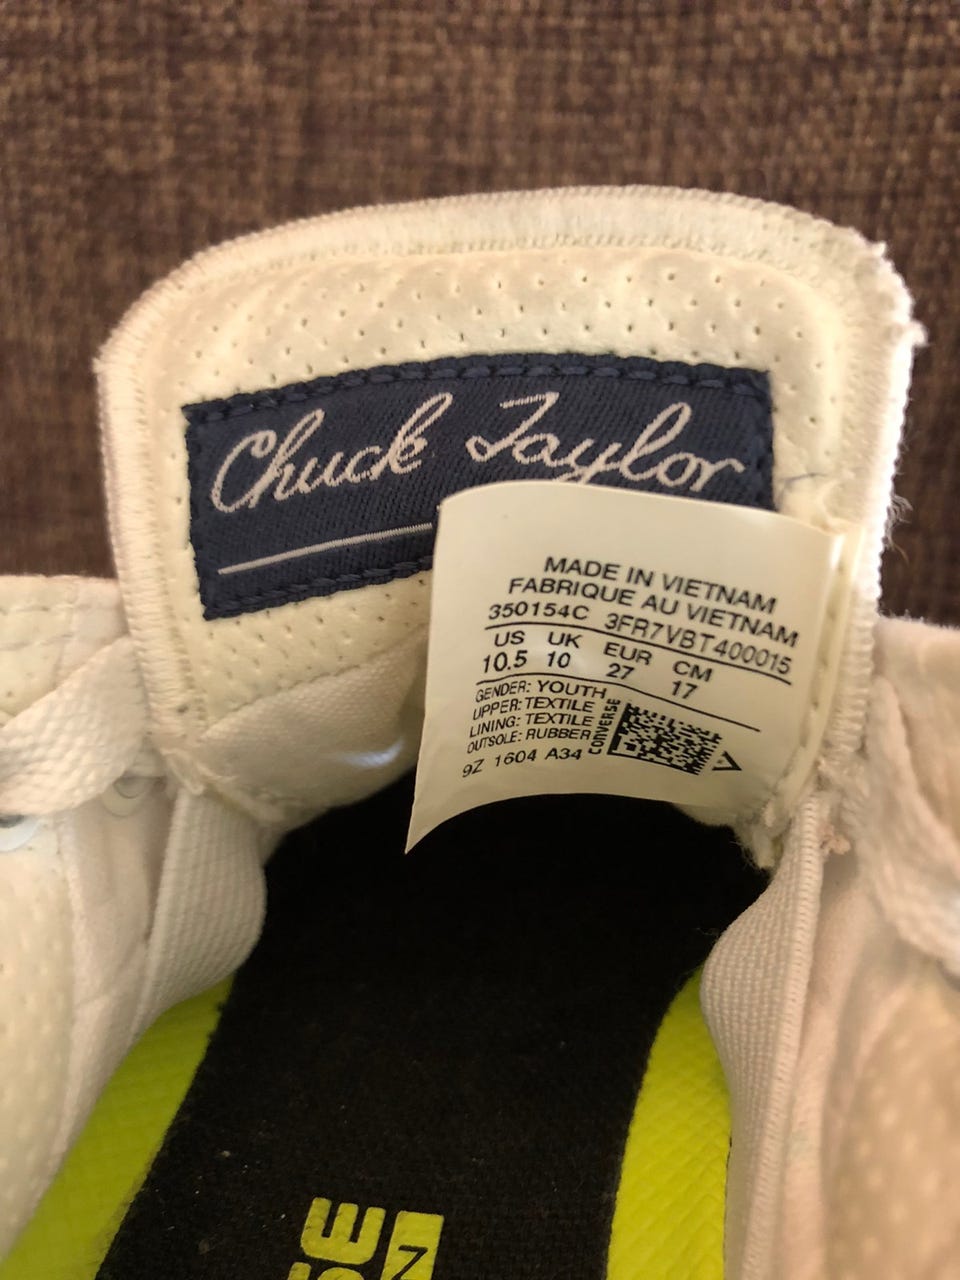 Chuck Taylor
MADE IN VIETNAM
FABRIQUE AU VIETNAM
350154C 3FR7VBT400015
US UK EUR CM
10.5 10 27 17
GENDER: YOUTH
UPPER: TEXTILE
LINING: TEXTILE
OUTSOLE: RUBBER
9Z 1604 A34
CONVERSE